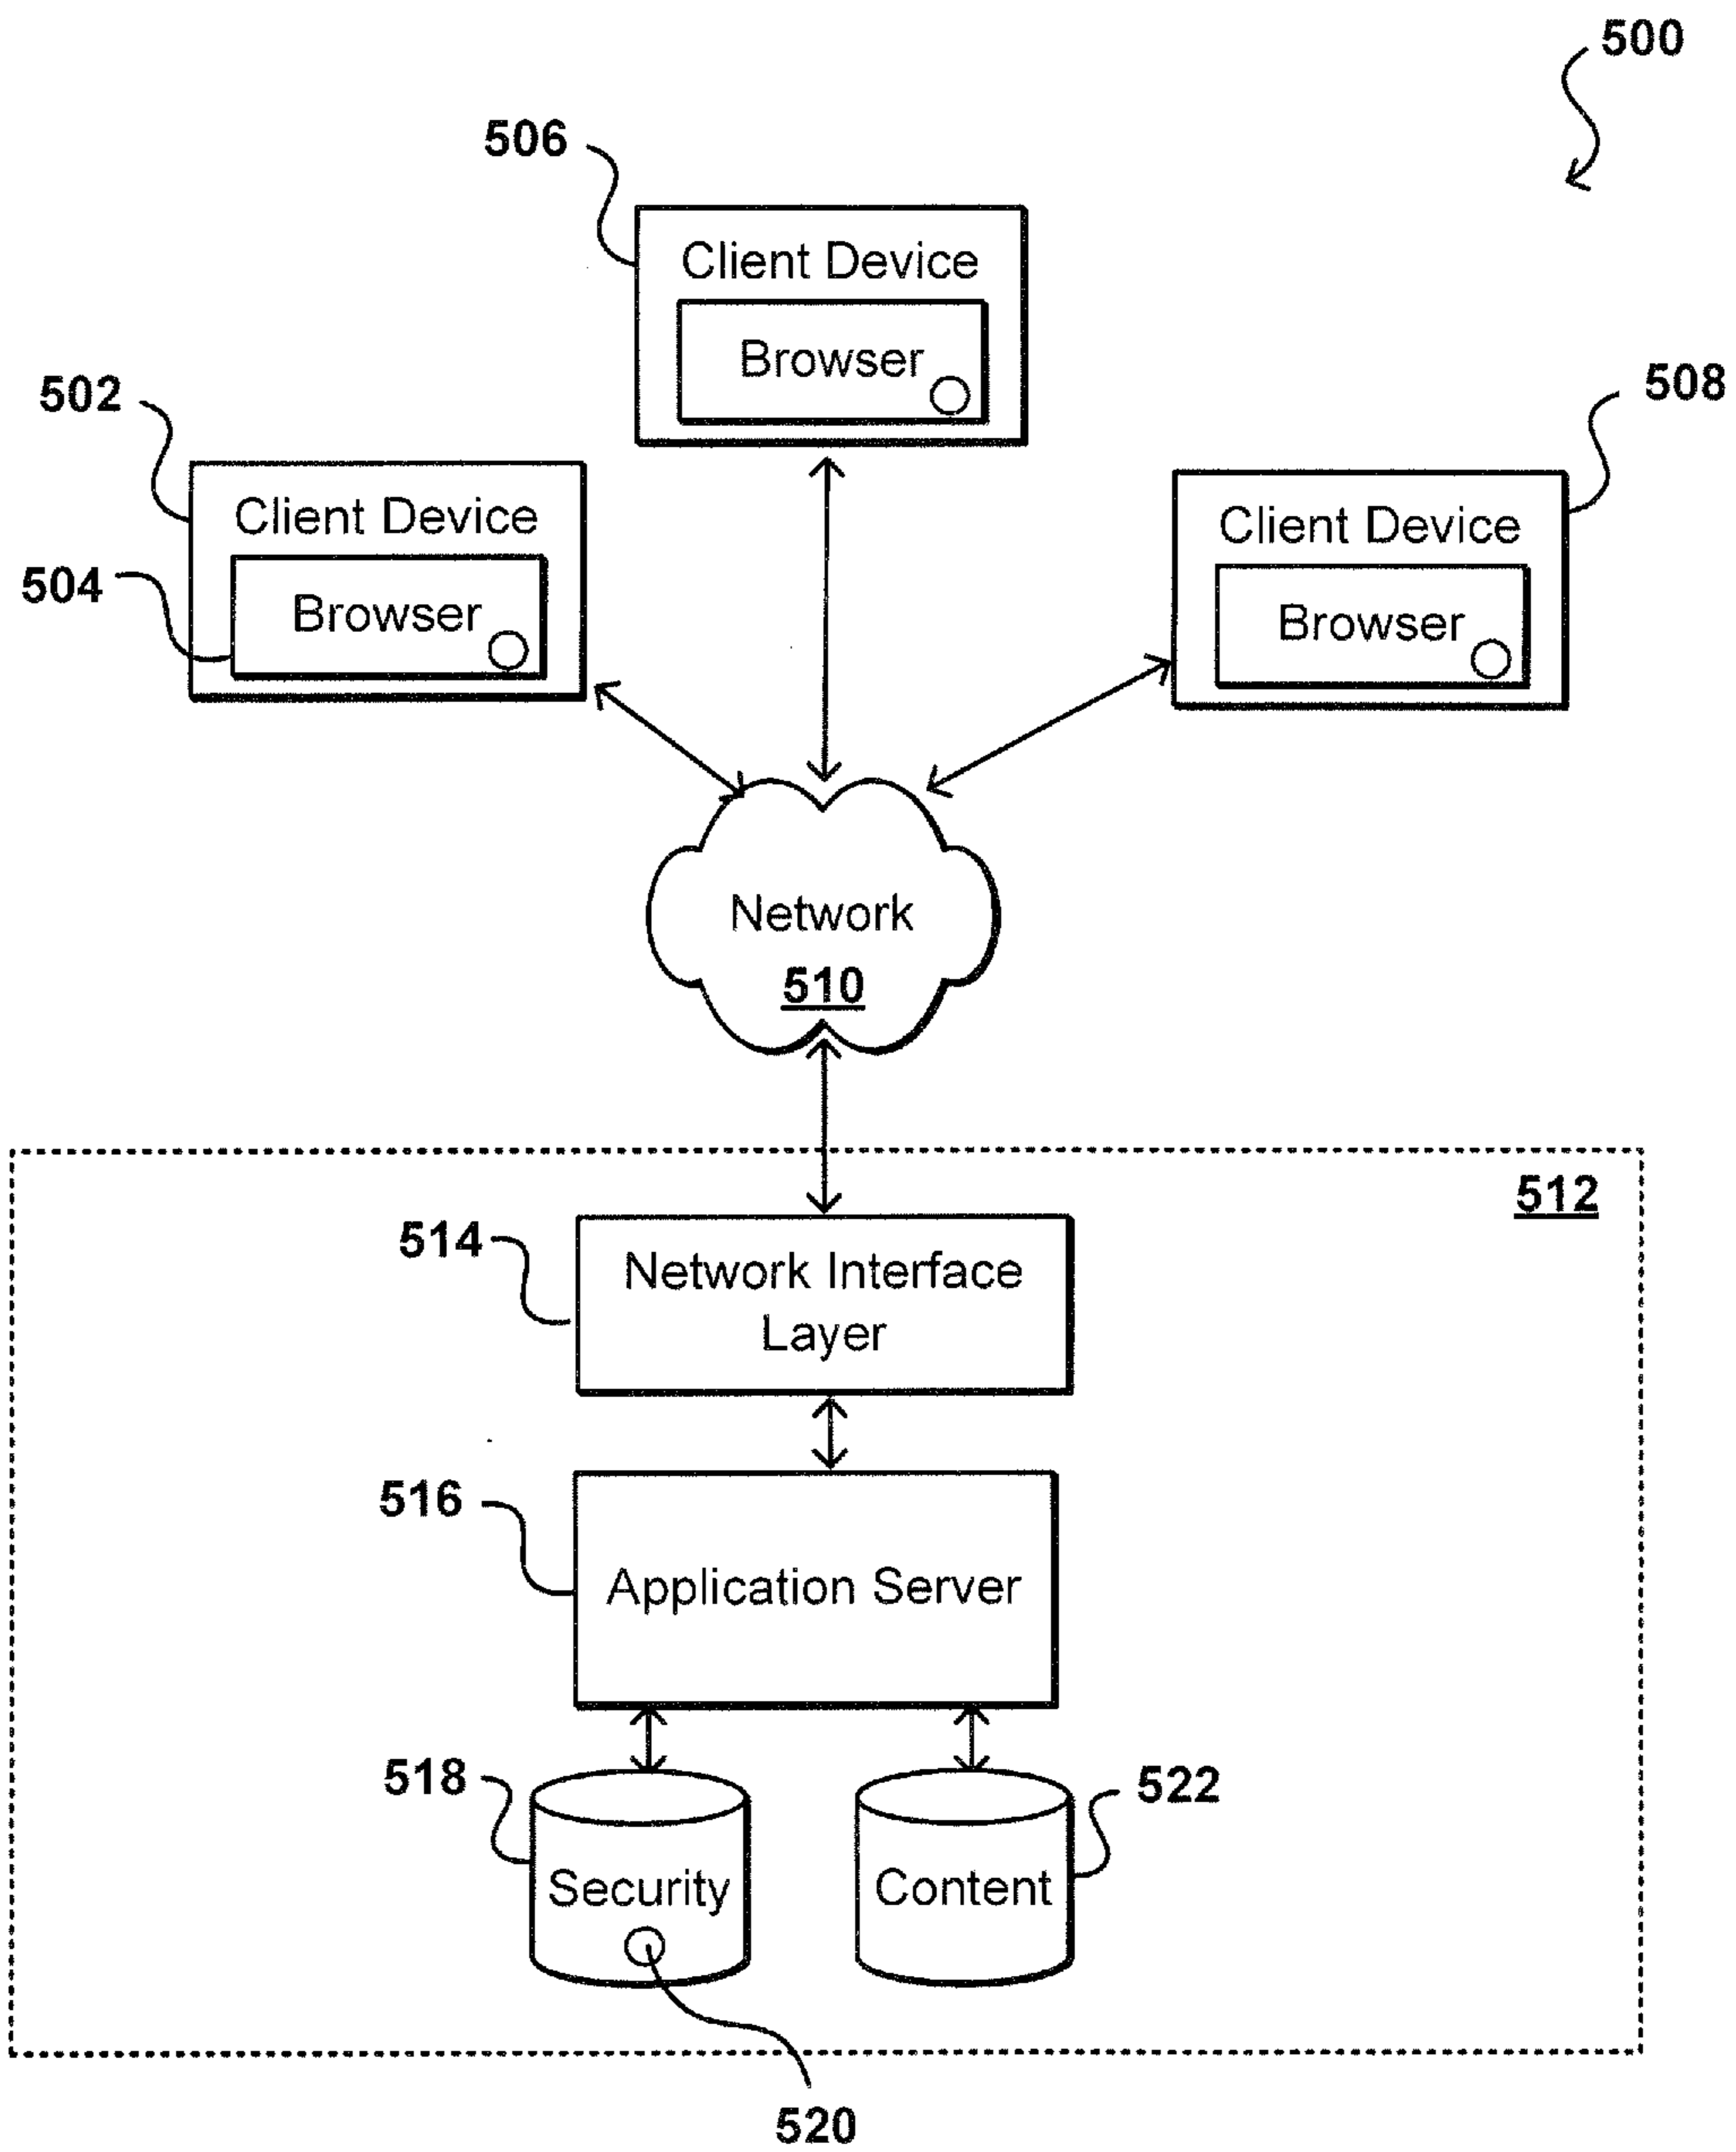 500
506
Client Device
Browser
502
Client Device
504
Browser
508
Client Device
Browser
Network
510
512
514
Network Interface
Layer
516
Application Server
518
Security
522
Content
520